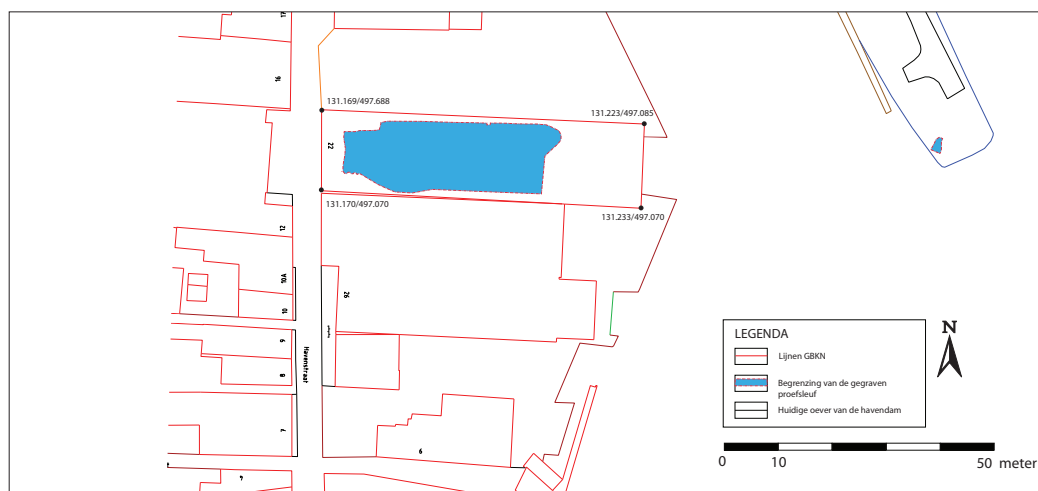 17
16
131.169/497.688
131.223/497.085
22
131.170/497.070
131.233/497.070
12
10A
26
10
9
8
Havenstraat
7
6
LEGENDA
Lijnen GBKN
Begrenzing van de gegraven
proefsleuf
Huidige oever van de havendam
N
0 10 50 meter